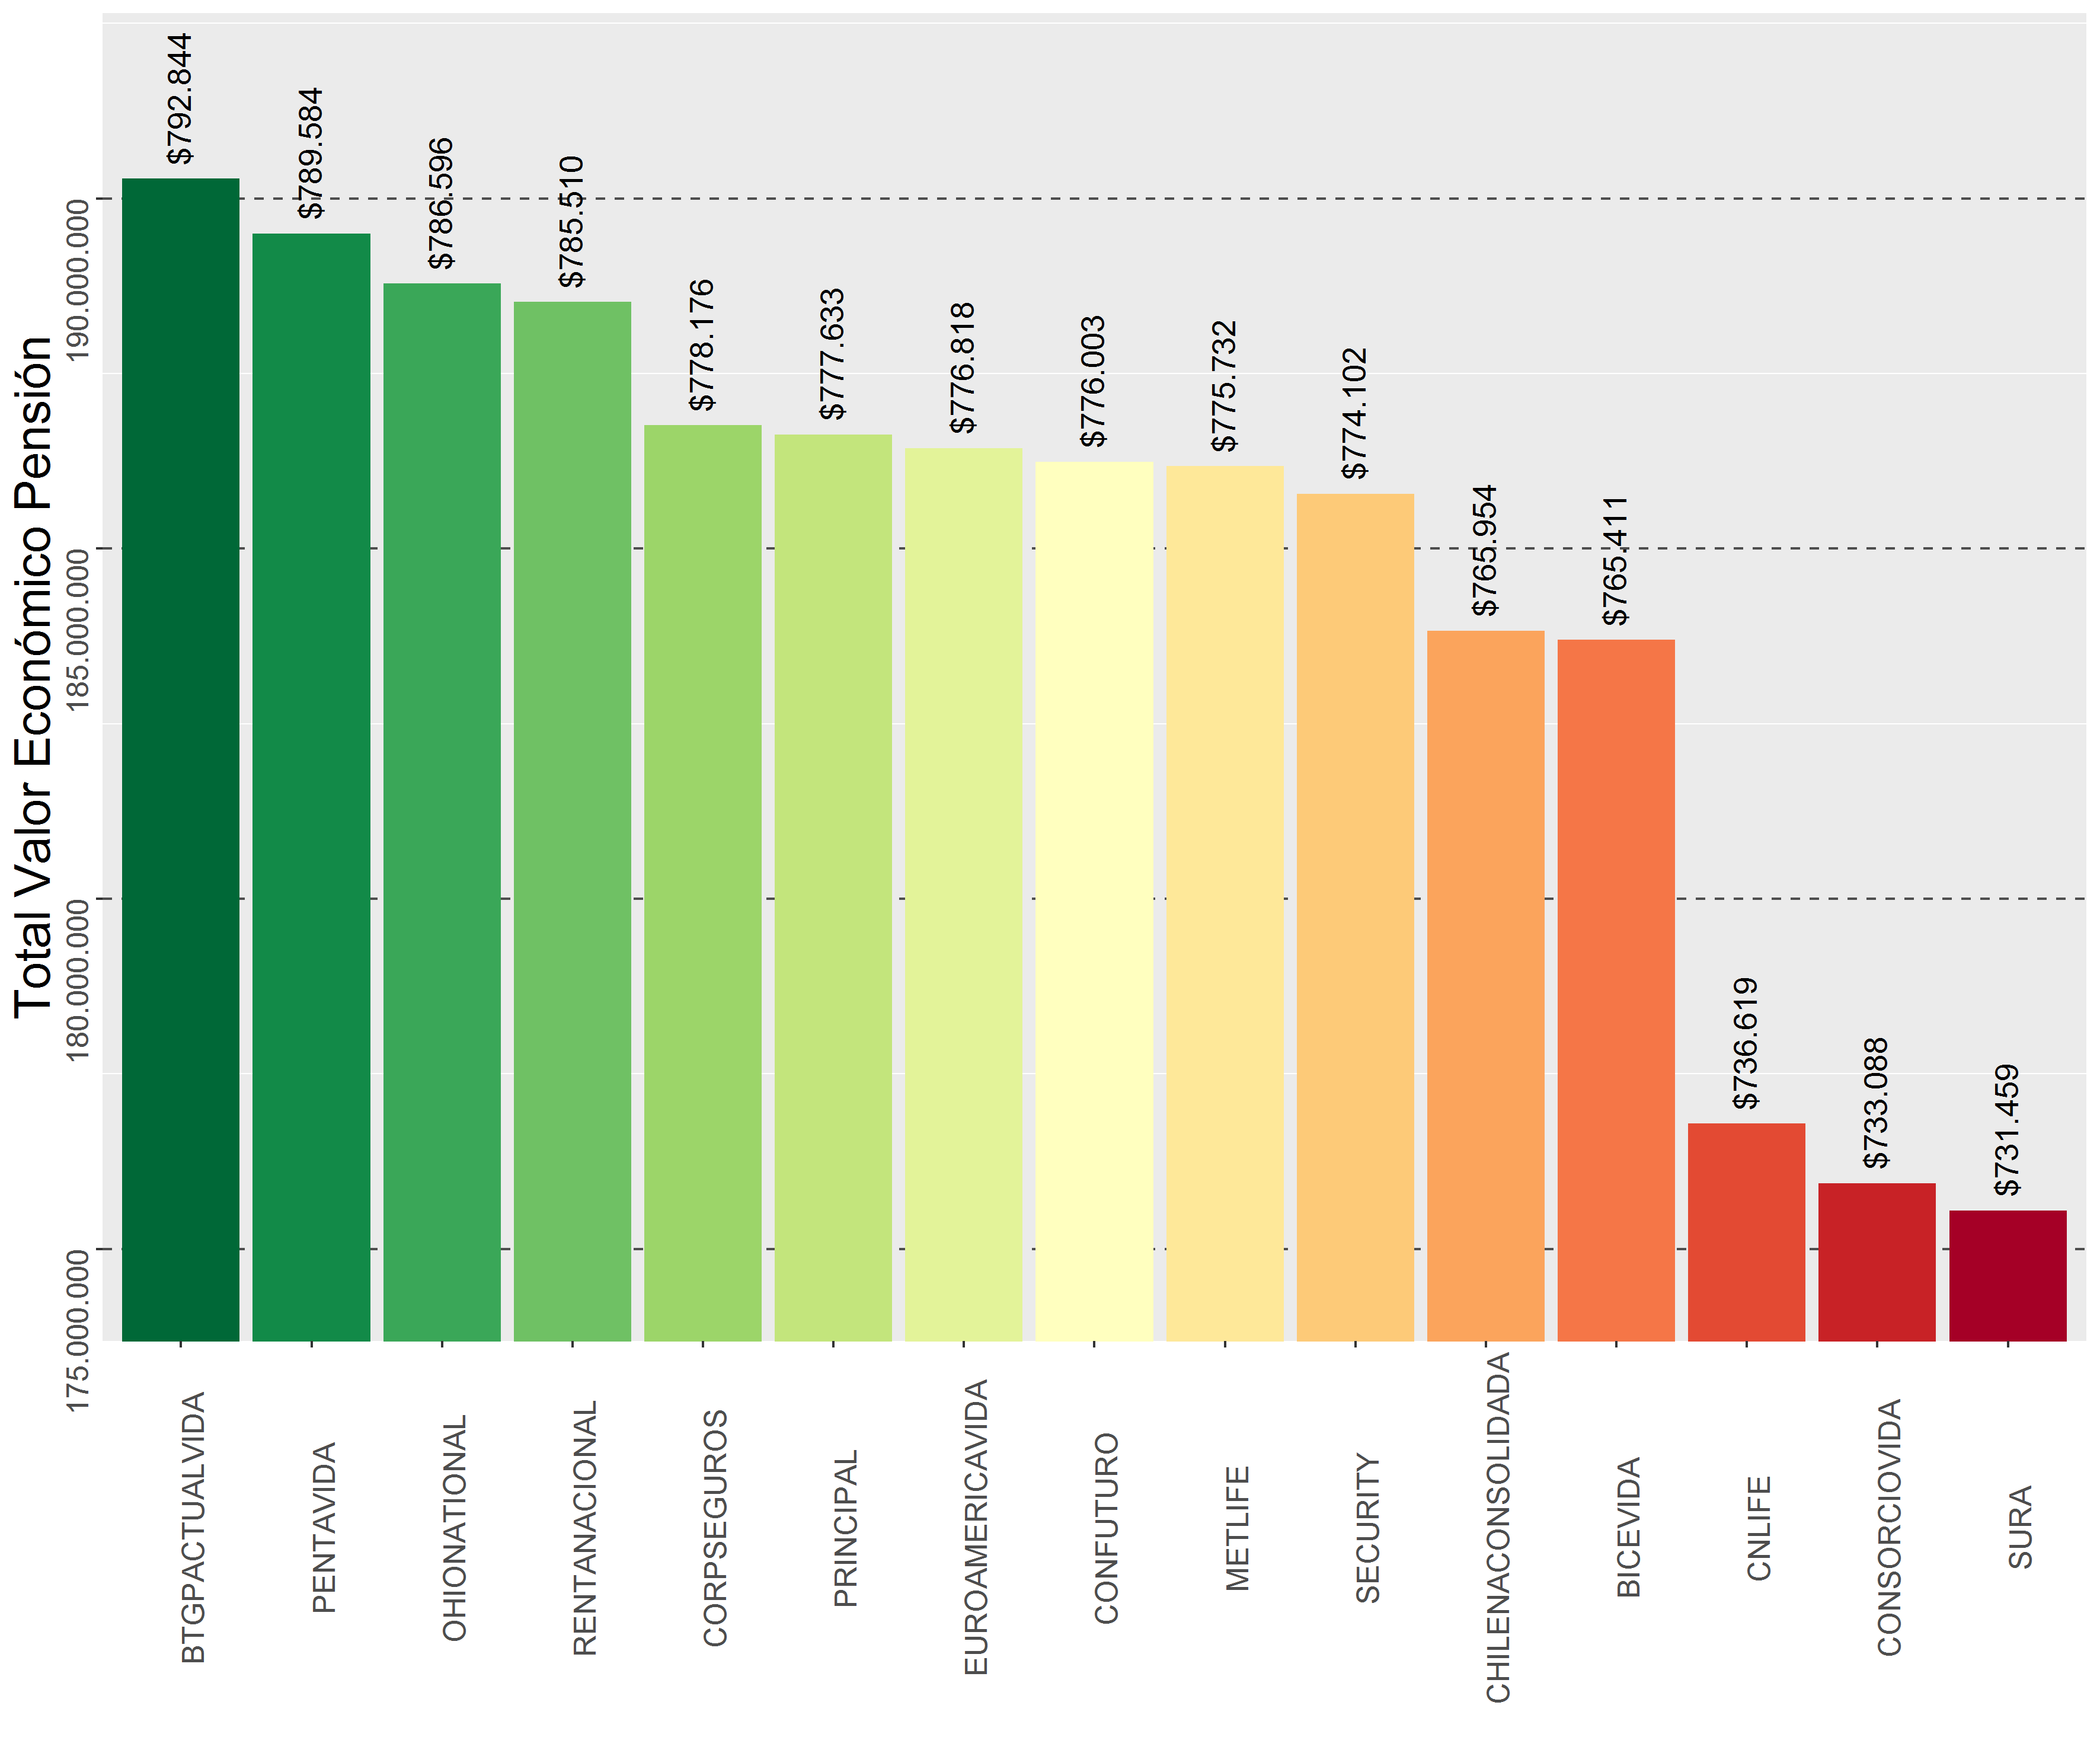 Total Valor Económico Pensión
190.000.000
185.000.000
180.000.000
175.000.000
$792.844
$789.584
$786.596
$785.510
$778.176
$777.633
$776.818
$776.003
$775.732
$774.102
$765.954
$765.411
$736.619
$733.088
$731.459
BTGPACTUALVIDA
PENTAVIDA
OHIONATIONAL
RENTANACIONAL
CORPSEGUROS
PRINCIPAL
EUROAMERICAVIDA
CONFUTURO
METLIFE
SECURITY
CHILENACONSOLIDADA
BICEVIDA
CNLIFE
CONSORCIOVIDA
SURA